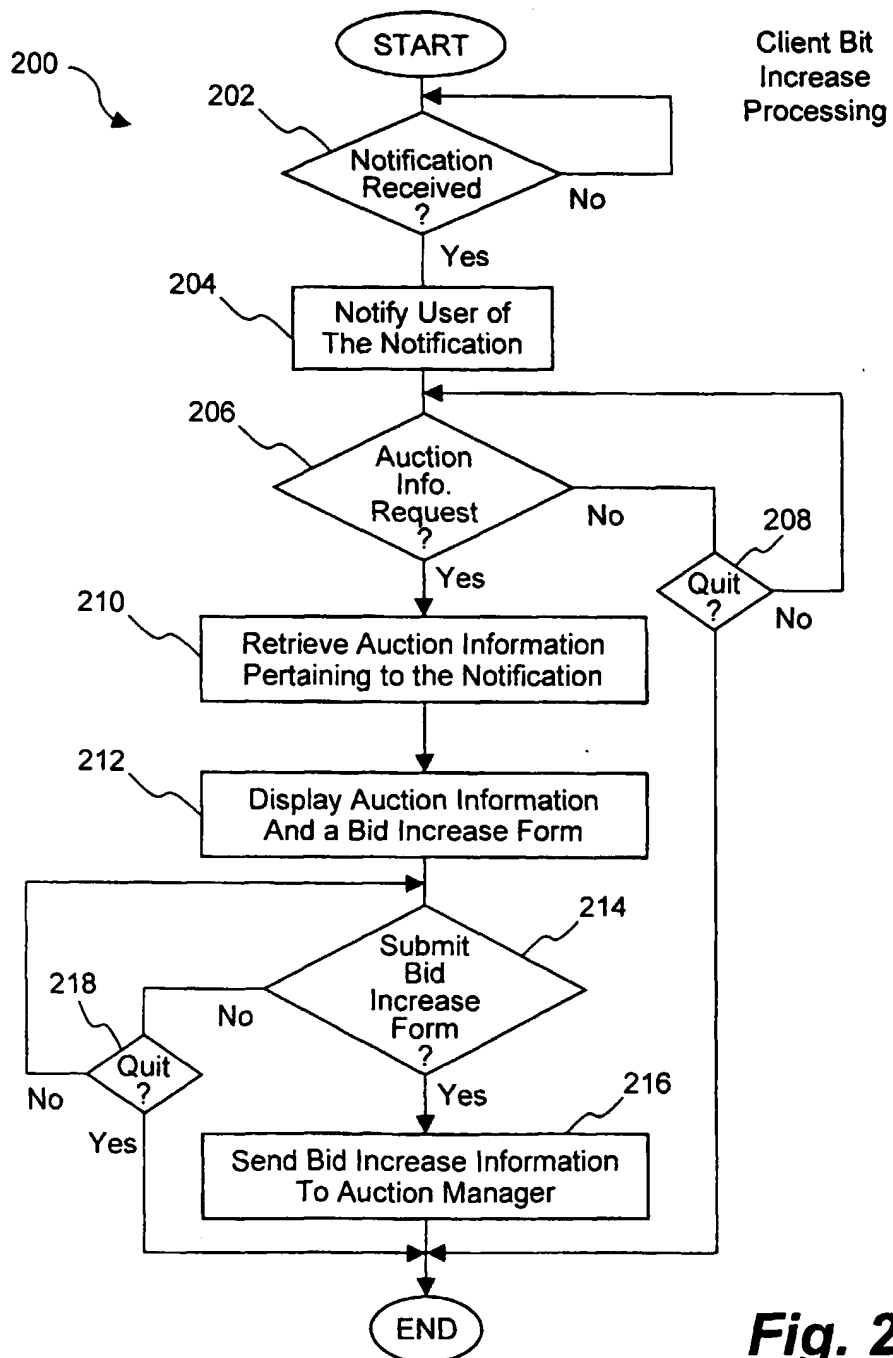 START
Client Bit
Increase
Processing
200
202
Notification
Received
?
No
Yes
204
Notify User of
The Notification
206
Auction
Info.
Request
?
No
208
Quit
?
No
Yes
210
Retrieve Auction Information
Pertaining to the Notification
212
Display Auction Information
And a Bid Increase Form
214
Submit
Bid
Increase
Form
?
No
218
Quit
?
No
Yes
Yes
216
Send Bid Increase Information
To Auction Manager
END
Fig. 2